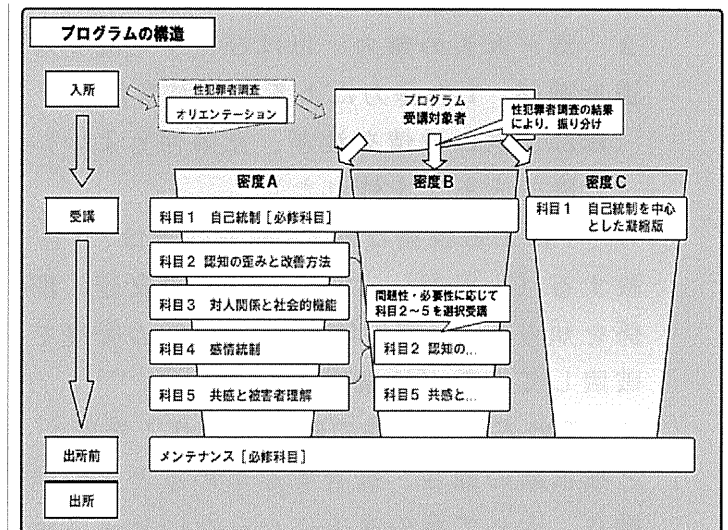 プログラムの構造
入所
性犯罪者調査
オリエンテーション
プログラム
受講対象者
性犯罪者調査の結果
により，振り分け
密度A
密度B
密度C
受講
科目1 自己統制［必修科目］
科目1 自己統制を中心
とした凝縮版
科目2 認知の歪みと改善方法
科目3 対人関係と社会的機能
問題性・必要性に応じて
科目2～5を選択受講
科目4 感情統制
科目2 認知の…
科目5 共感と被害者理解
科目5 共感と…
出所前
メンテナンス［必修科目］
出所